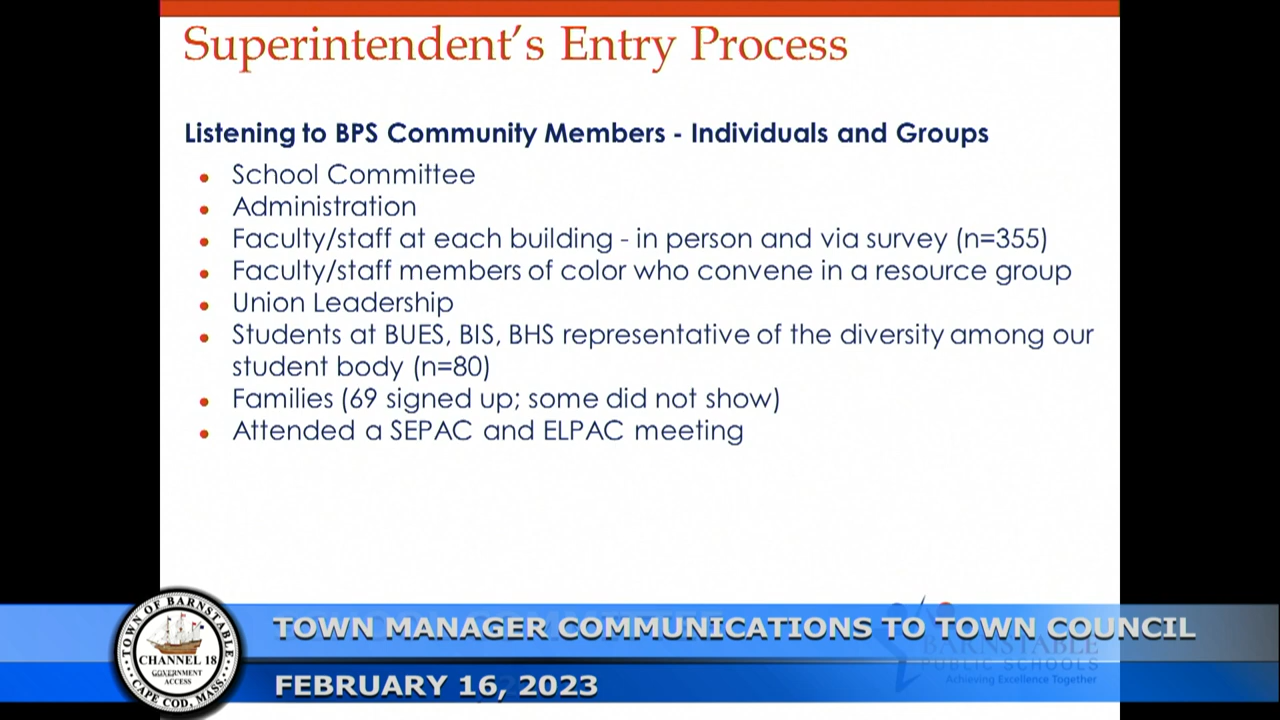 Superintendent's Entry Process
Listening to BPS Community Members - Individuals and Groups
• School Committee
• Administration
• Faculty/staff at each building - in person and via survey (n=355)
• Faculty/staff members of color who convene in a resource group
• Union Leadership
• Students at BUES, BIS, BHS representative of the diversity among our
student body (n=80)
• Families (69 signed up; some did not show)
• Attended a SEPAC and ELPAC meeting
TOWN MANAGER COMMUNICATIONS TO TOWN COUNCIL
BARNSTABLE
PUBLIC SCHOOLS
Achieving Excellence Together
FEBRUARY 16, 2023
TOWN OF BARNSTABLE
CHANNEL 18
GOVERNMENT
ACCESS
CAPE COD, MASS.